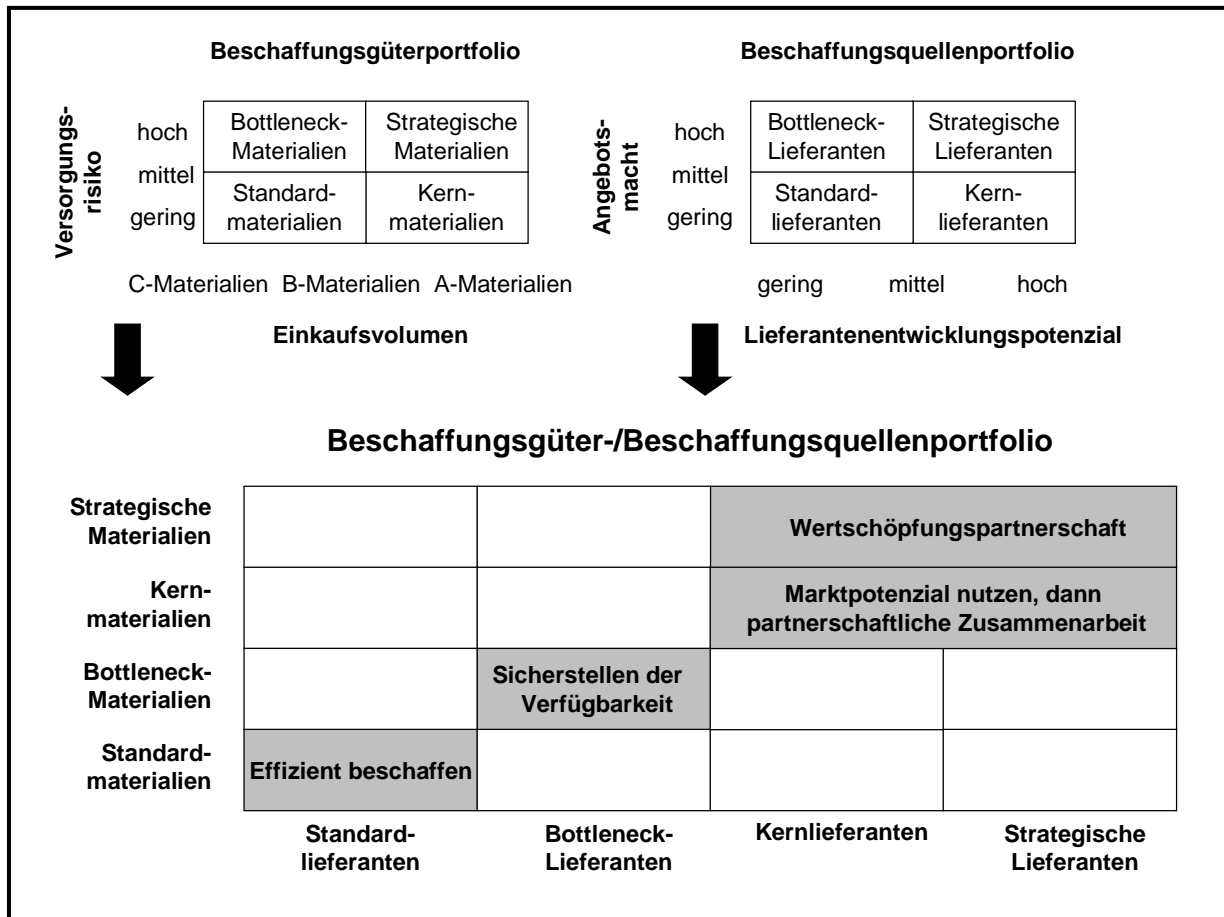 Beschaffungsgüterportfolio
Versorgungs-
risiko
hoch
mittel
gering
Bottleneck-
Materialien
Strategische
Materialien
Standard-
materialien
Kern-
materialien
C-Materialien B-Materialien A-Materialien
Einkaufsvolumen
Beschaffungsquellenportfolio
Angebots-
macht
hoch
mittel
gering
Bottleneck-
Lieferanten
Strategische
Lieferanten
Standard-
lieferanten
Kern-
lieferanten
gering mittel hoch
Lieferantenentwicklungspotenzial
Beschaffungsgüter-/Beschaffungsquellenportfolio
Strategische
Materialien
Wertschöpfungspartnerschaft
Kern-
materialien
Marktpotenzial nutzen, dann
partnerschaftliche Zusammenarbeit
Bottleneck-
Materialien
Sicherstellen der
Verfügbarkeit
Standard-
materialien
Effizient beschaffen
Standard-
lieferanten
Bottleneck-
Lieferanten
Kernlieferanten
Strategische
Lieferanten